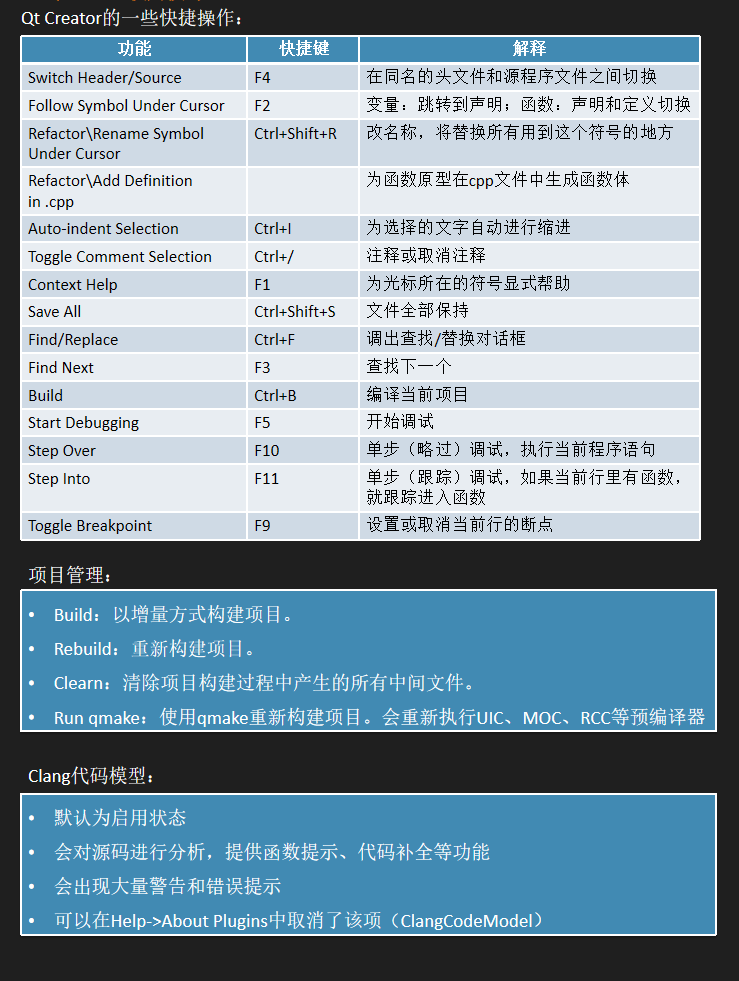 Qt Creator的一些快捷操作：
功能 快捷键 解释
Switch Header/Source F4 在同名的头文件和源程序文件之间切换
Follow Symbol Under Cursor F2 变量：跳转到声明；函数：声明和定义切换
Refactor\Rename Symbol Ctrl+Shift+R 改名称，将替换所有用到这个符号的地方
Under Cursor
Refactor\Add Definition 为函数原型在cpp文件中生成函数体
in .cpp
Auto-indent Selection Ctrl+I 为选择的文字自动进行缩进
Toggle Comment Selection Ctrl+/ 注释或取消注释
Context Help F1 为光标所在的符号显式帮助
Save All Ctrl+Shift+S 文件全部保持
Find/Replace Ctrl+F 调出查找/替换对话框
Find Next F3 查找下一个
Build Ctrl+B 编译当前项目
Start Debugging F5 开始调试
Step Over F10 单步（略过）调试，执行当前程序语句
Step Into F11 单步（跟踪）调试，如果当前行里有函数，
就跟踪进入函数
Toggle Breakpoint F9 设置或取消当前行的断点
项目管理：
• Build：以增量方式构建项目。
• Rebuild：重新构建项目。
• Clearn：清除项目构建过程中产生的所有中间文件。
• Run qmake：使用qmake重新构建项目。会重新执行UIC、MOC、RCC等预编译器
Clang代码模型：
• 默认为启用状态
• 会对源码进行分析，提供函数提示、代码补全等功能
• 会出现大量警告和错误提示
• 可以在Help->About Plugins中取消了该项（ClangCodeModel）